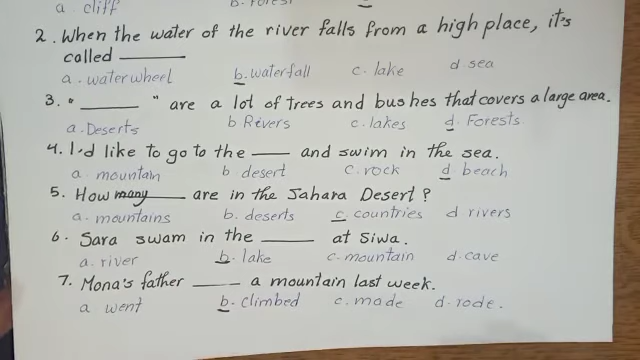 a cliff b. forest
2. When the water of the river falls from a high place, it's
called ______
a. waterwheel b. waterfall c. lake d sea
3. " ______ " are a lot of trees and bushes that covers a large area.
a. Deserts b Rivers c. lakes d. Forests
4. I'd like to go to the ____ and swim in the sea.
a. mountain b desert c. rock d beach
5. How many ____ are in the Sahara Desert?
a. mountains b. deserts c. countries d rivers
6. Sara swam in the ____ at Siwa.
a. river b. lake c. mountain d. cave
7. Mona's father ____ a mountain last week.
a went b. climbed c. made d. rode.